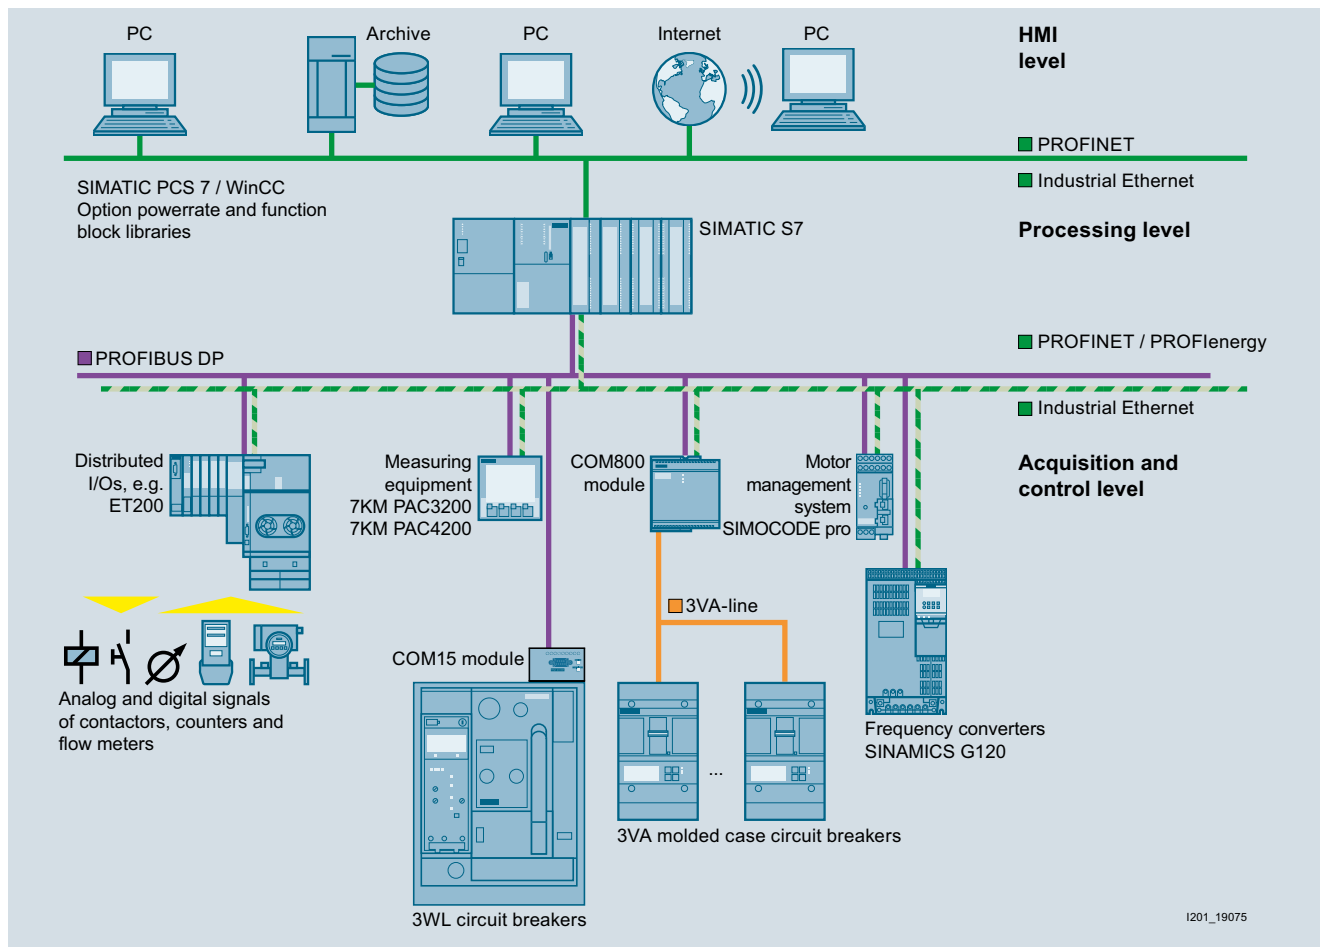 PC
Archive
PC
Internet
PC
HMI
level
PROFINET
Industrial Ethernet
SIMATIC PCS 7 / WinCC
Option powerrate and function
block libraries
SIMATIC S7
Processing level
PROFIBUS DP
PROFINET / PROFIenergy
Industrial Ethernet
Distributed
I/Os, e.g.
ET200
Measuring
equipment
7KM PAC3200
7KM PAC4200
COM800
module
Motor
management
system
SIMOCODE pro
Acquisition and
control level
3VA-line
COM15 module
Analog and digital signals
of contactors, counters and
flow meters
Frequency converters
SINAMICS G120
...
3VA molded case circuit breakers
3WL circuit breakers
I201_19075